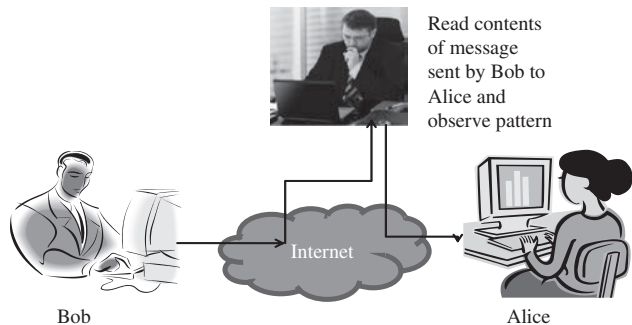 Read contents
of message
sent by Bob to
Alice and
observe pattern
Internet
Bob
Alice